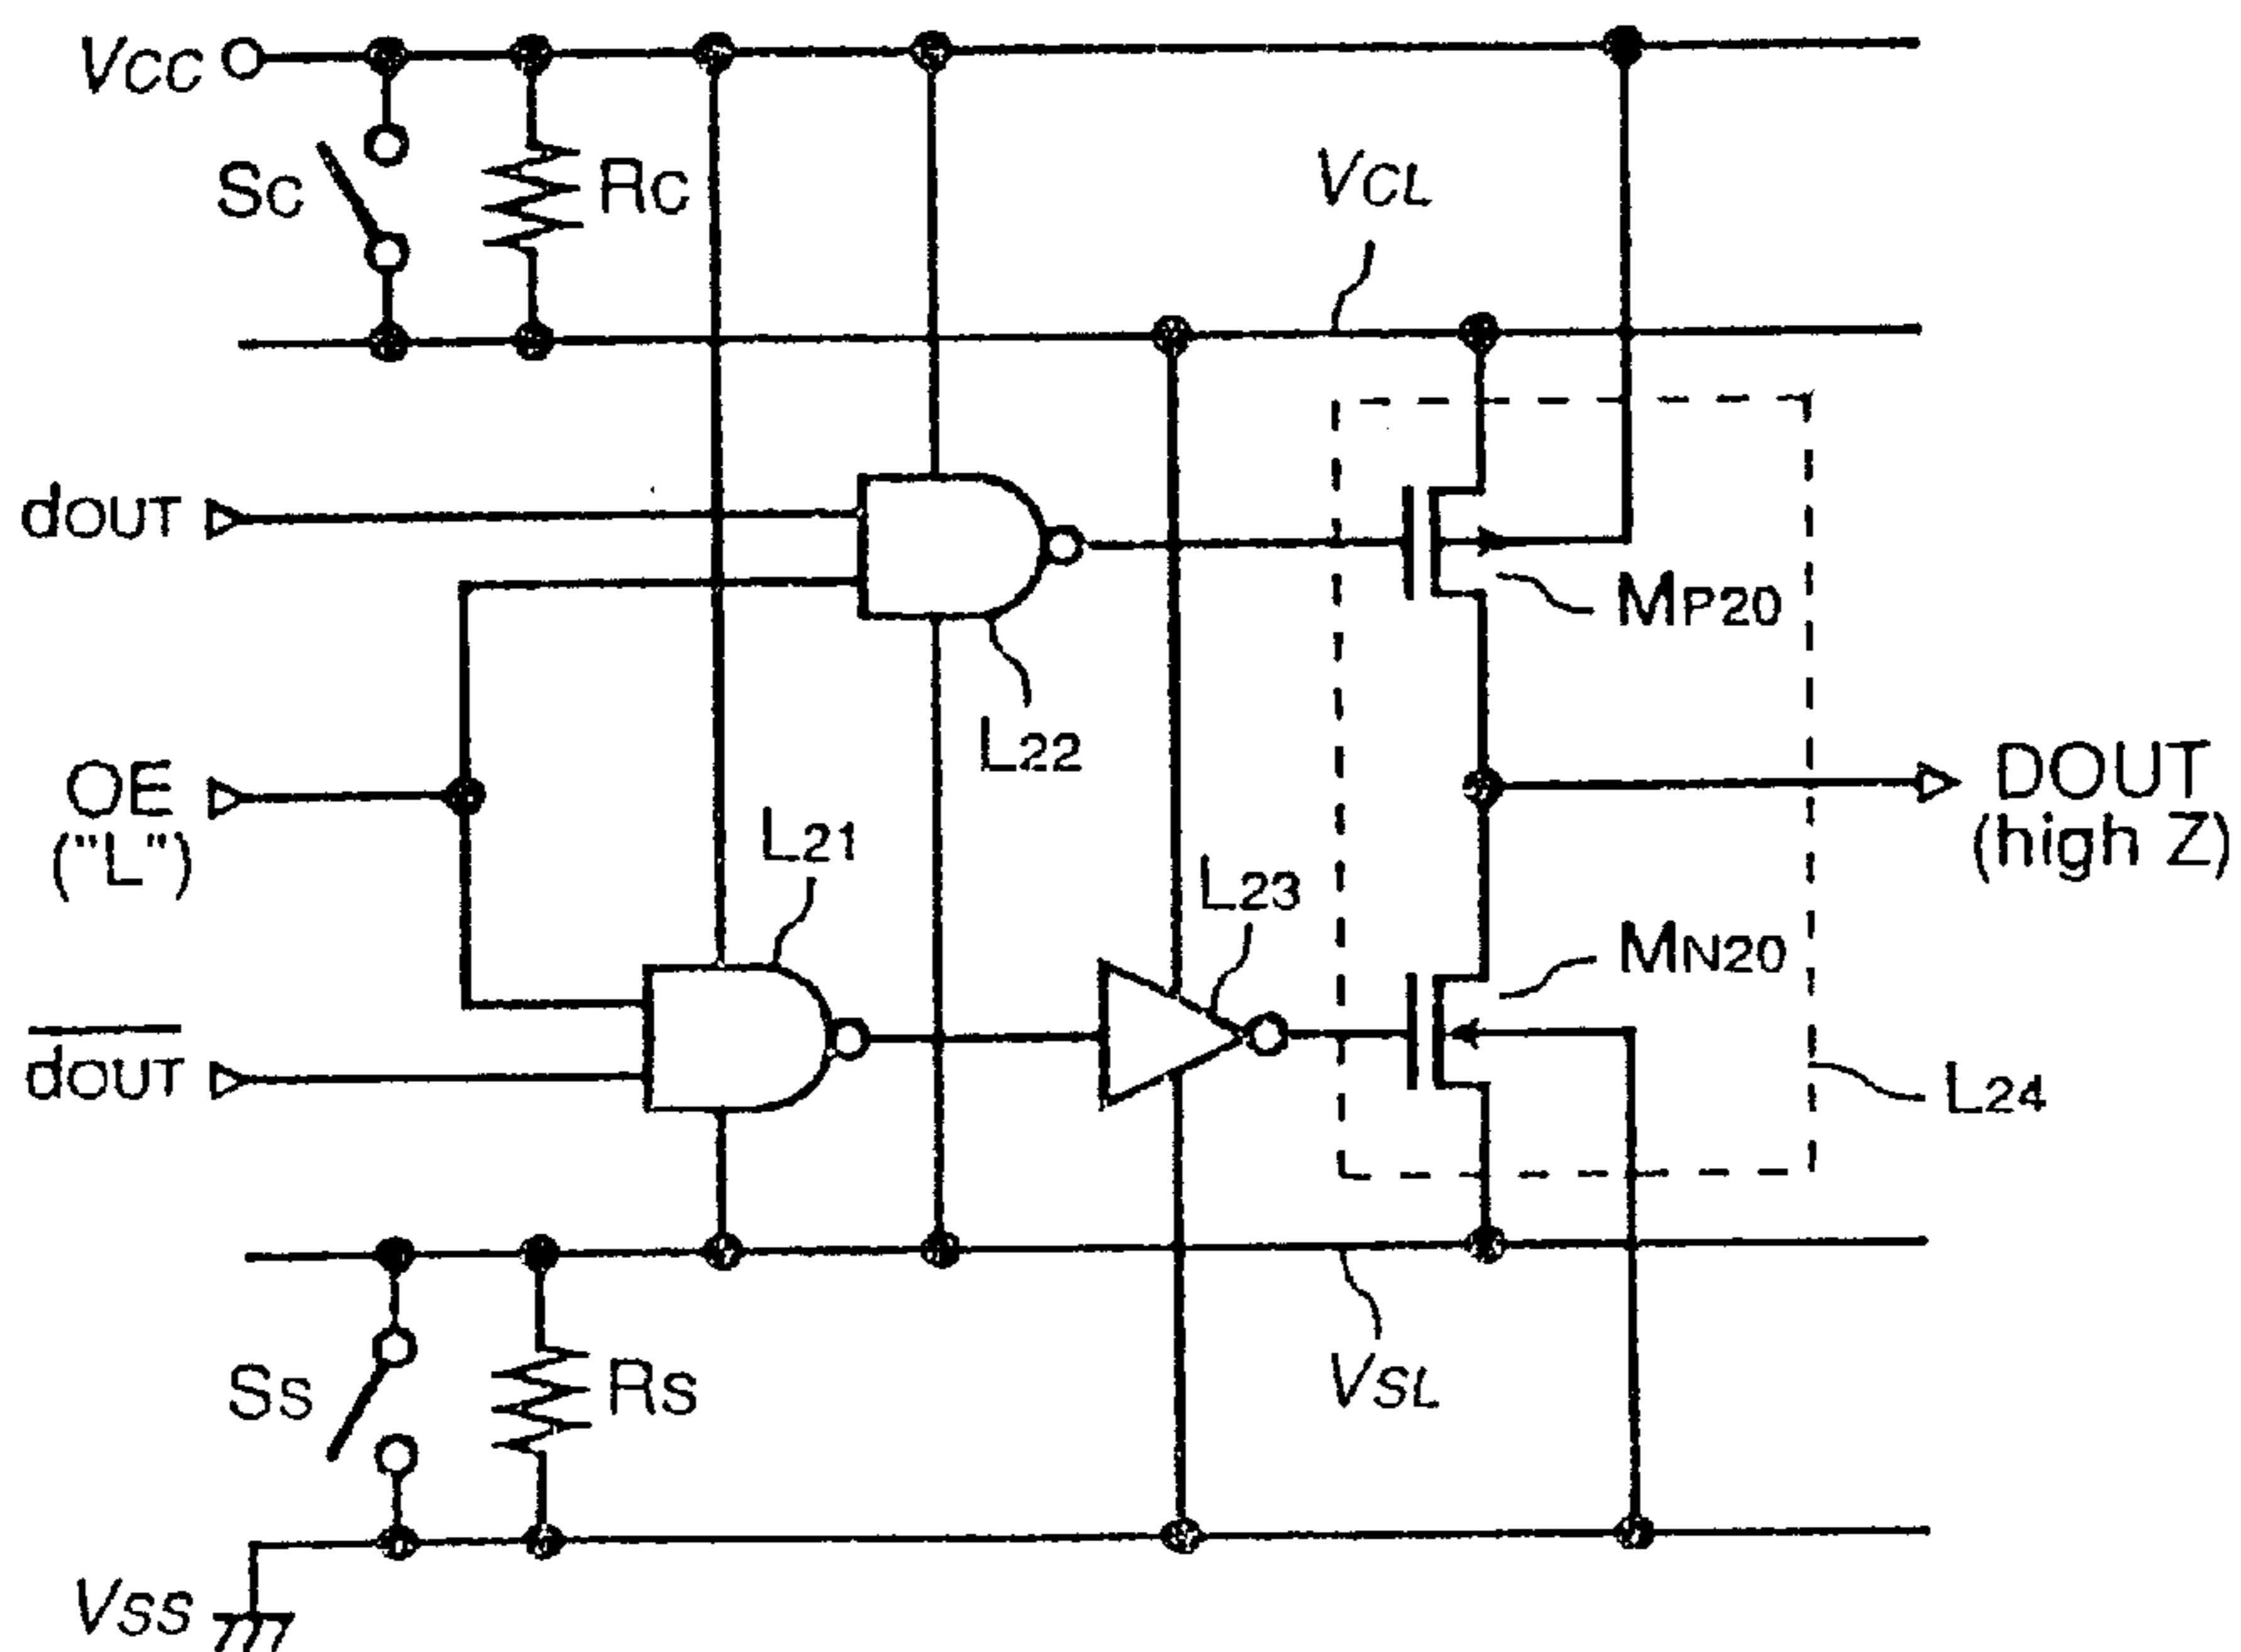 VCC
SC
RC
VCL
dOUT
MP20
L22
OE
("L")
DOUT
(high Z)
L21
L23
MN20
dOUT
L24
SS
RS
VSL
VSS